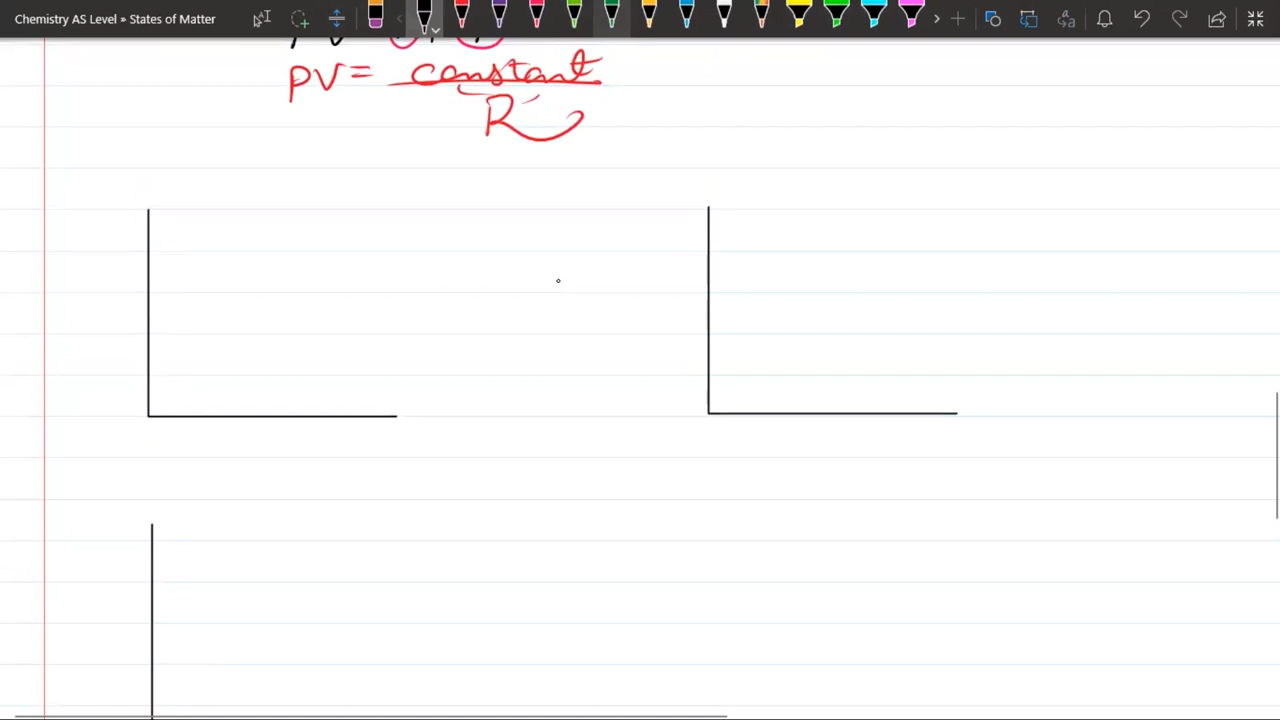 Chemistry AS Level » States of Matter
PV = constant
R